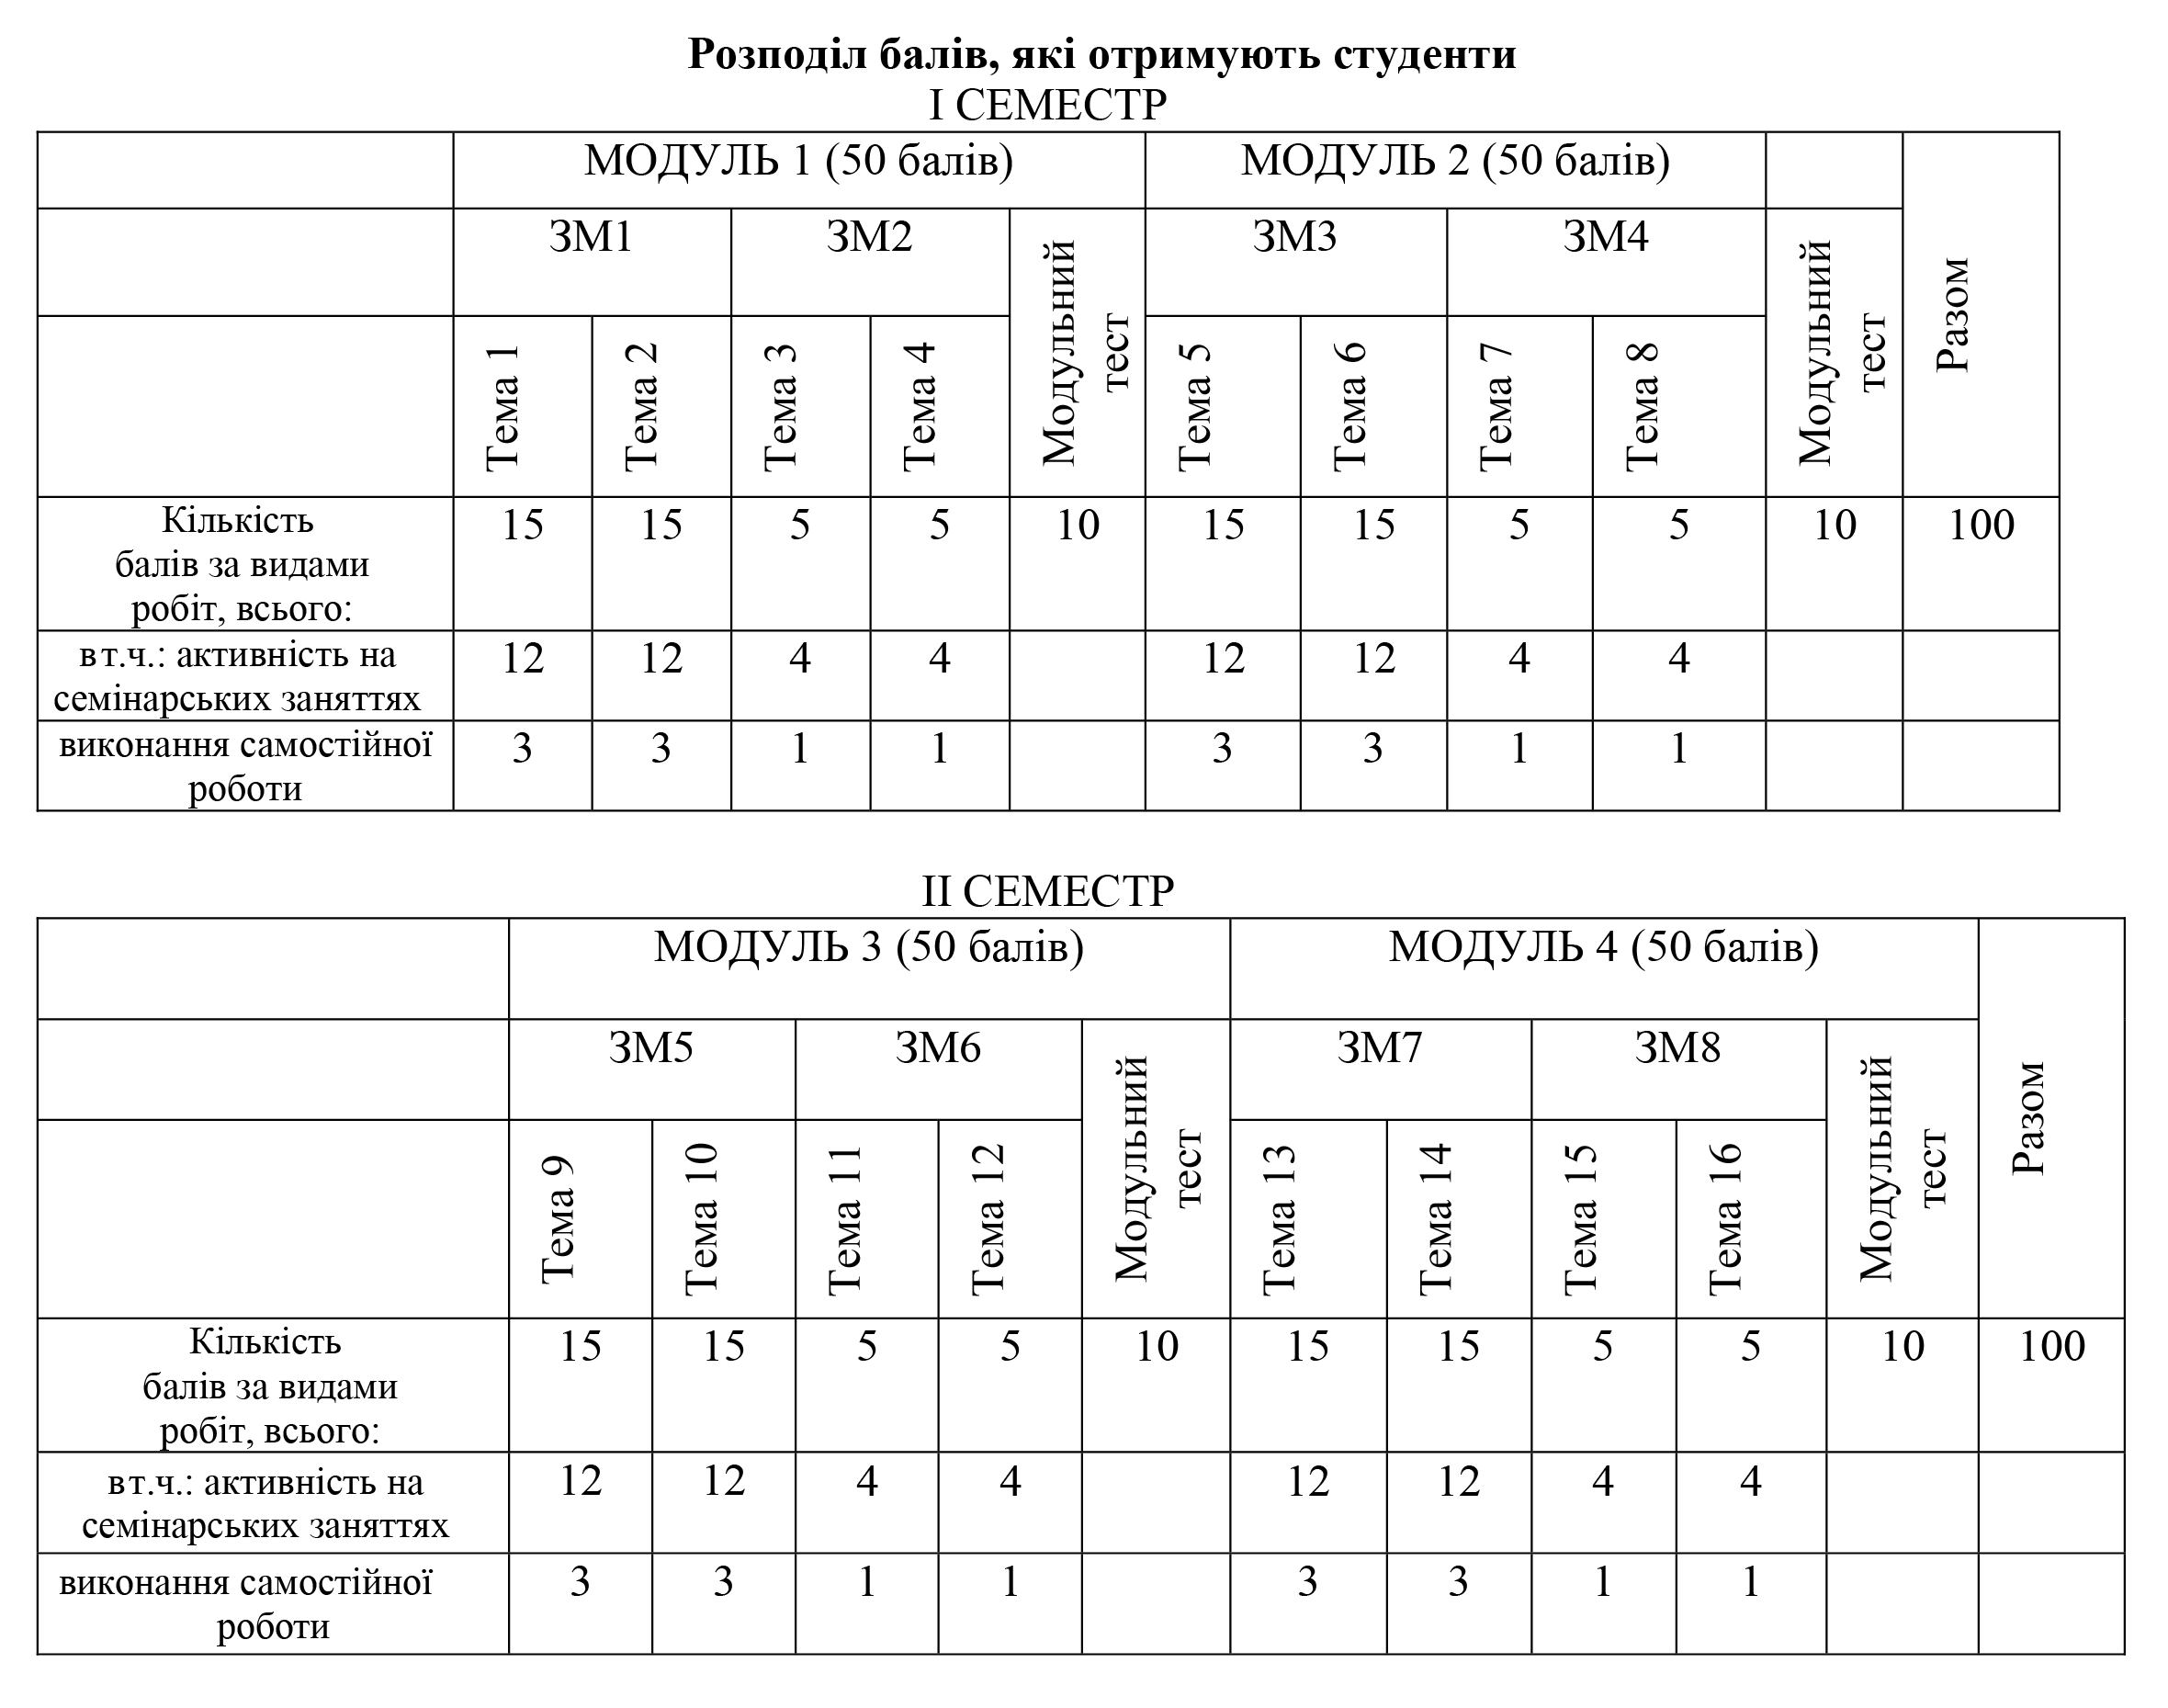 Розподіл балів, які отримують студенти
І СЕМЕСТР
МОДУЛЬ 1 (50 балів) МОДУЛЬ 2 (50 балів) Разом
ЗМ1 ЗМ2 Модульний ЗМ3 ЗМ4 Модульний
тест тест
Тема 1 Тема 2 Тема 3 Тема 4 Тема 5 Тема 6 Тема 7 Тема 8
Кількість 15 15 5 5 10 15 15 5 5 10 100
балів за видами
робіт, всього:
в т.ч.: активність на 12 12 4 4 12 12 4 4
семінарських заняттях
виконання самостійної 3 3 1 1 3 3 1 1
роботи
ІІ СЕМЕСТР
МОДУЛЬ 3 (50 балів) МОДУЛЬ 4 (50 балів) Разом
ЗМ5 ЗМ6 Модульний ЗМ7 ЗМ8 Модульний
тест тест
Тема 9 Тема 10 Тема 11 Тема 12 Тема 13 Тема 14 Тема 15 Тема 16
Кількість 15 15 5 5 10 15 15 5 5 10 100
балів за видами
робіт, всього:
в т.ч.: активність на 12 12 4 4 12 12 4 4
семінарських заняттях
виконання самостійної 3 3 1 1 3 3 1 1
роботи